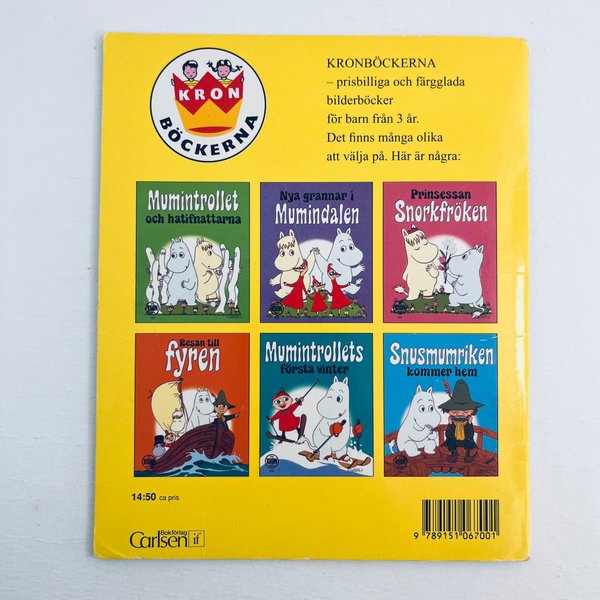 KRON
BÖCKERNA
KRONBÖCKERNA
– prisbilliga och färgglada
bilderböcker
för barn från 3 år.
Det finns många olika
att välja på. Här är några:
Mumintrollet
och hatifnattarna
Nya grannar i
Mumindalen
Prinsessan
Snorkfröken
Resan till
fyren
Mumintrollets
första vinter
Snusmumriken
kommer hem
14:50 ca pris
Bokförlag
Carlsen if
9 789151 067001